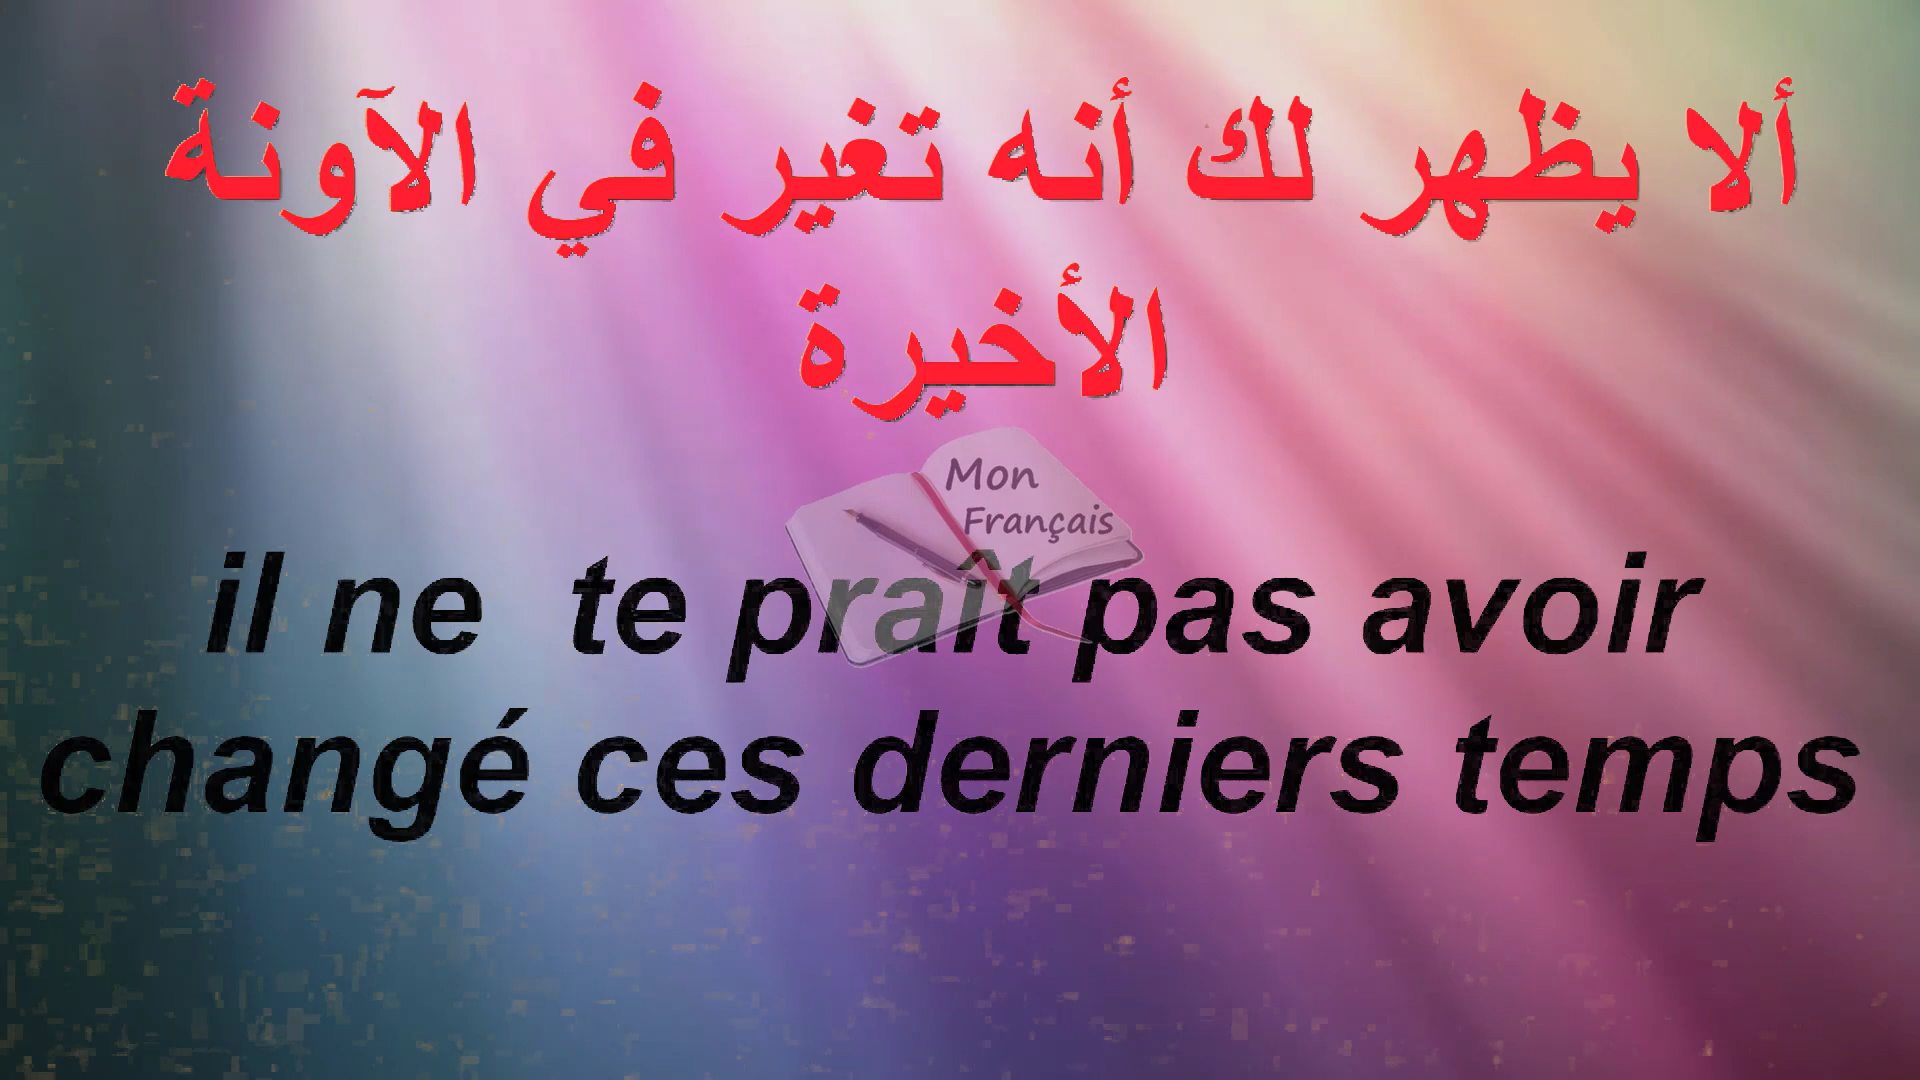 ألا يظهر لك أنه تغير في الآونة
الأخيرة
Mon
Français
il ne te praît pas avoir
changé ces derniers temps